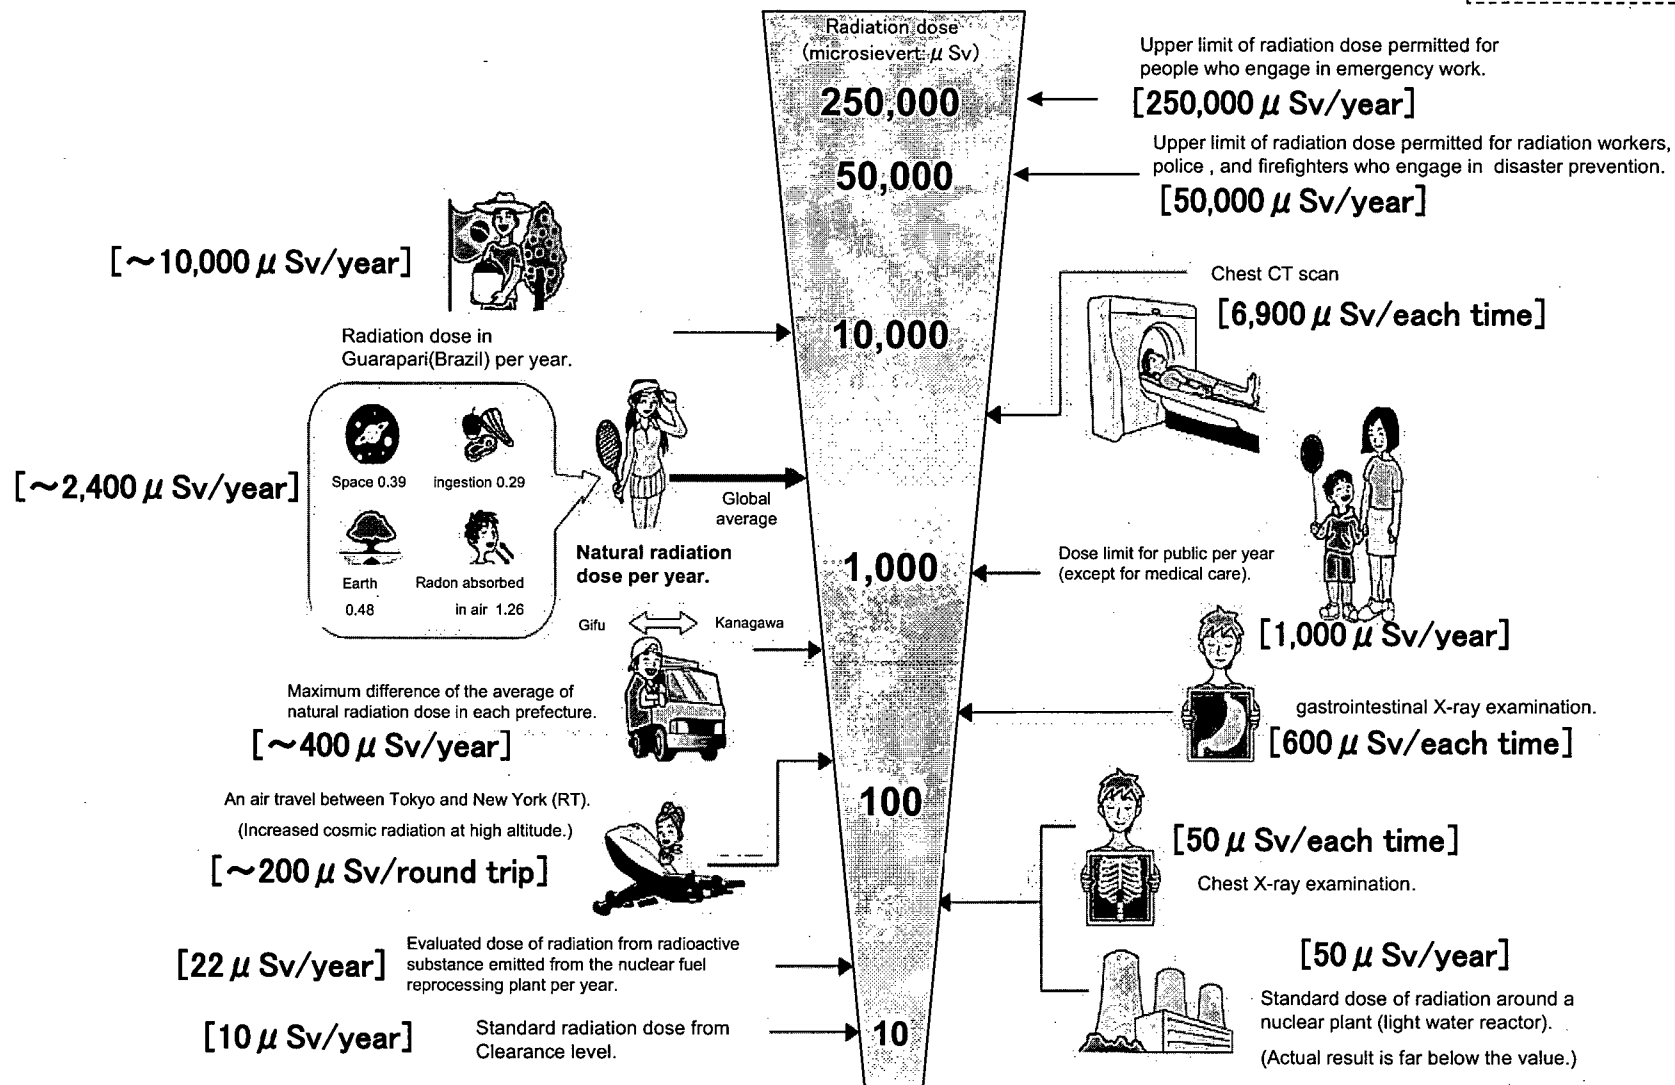 Radiation dose
(microsievert: μ Sv)
250,000
50,000
10,000
1,000
100
10
Upper limit of radiation dose permitted for
people who engage in emergency work.
[250,000 μ Sv/year]
Upper limit of radiation dose permitted for radiation workers,
police , and firefighters who engage in disaster prevention.
[50,000 μ Sv/year]
[~10,000 μ Sv/year]
Radiation dose in
Guarapari(Brazil) per year.
Chest CT scan
[6,900 μ Sv/each time]
[~2,400 μ Sv/year]
Space 0.39
ingestion 0.29
Earth
0.48
Radon absorbed
in air 1.26
Global
average
Natural radiation
dose per year.
Dose limit for public per year
(except for medical care).
[1,000 μ Sv/year]
Gifu
Kanagawa
Maximum difference of the average of
natural radiation dose in each prefecture.
[~400 μ Sv/year]
gastrointestinal X-ray examination.
[600 μ Sv/each time]
An air travel between Tokyo and New York (RT).
(Increased cosmic radiation at high altitude.)
[~200 μ Sv/round trip]
[50 μ Sv/each time]
Chest X-ray examination.
[22 μ Sv/year]
Evaluated dose of radiation from radioactive
substance emitted from the nuclear fuel
reprocessing plant per year.
[50 μ Sv/year]
Standard dose of radiation around a
nuclear plant (light water reactor).
(Actual result is far below the value.)
[10 μ Sv/year]
Standard radiation dose from
Clearance level.